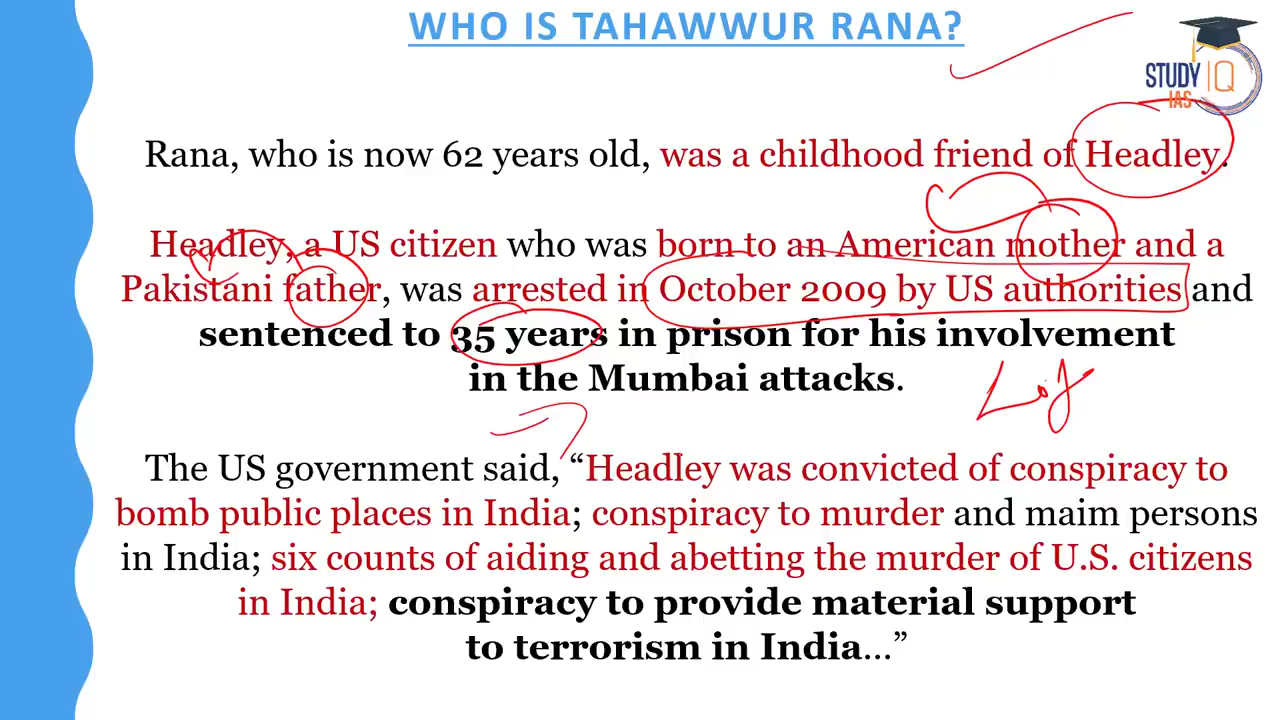 WHO IS TAHAWWUR RANA?
STUDY IQ
IAS
Rana, who is now 62 years old, was a childhood friend of Headley.
Headley, a US citizen who was born to an American mother and a
Pakistani father, was arrested in October 2009 by US authorities and
sentenced to 35 years in prison for his involvement
in the Mumbai attacks.
The US government said, “Headley was convicted of conspiracy to
bomb public places in India; conspiracy to murder and maim persons
in India; six counts of aiding and abetting the murder of U.S. citizens
in India; conspiracy to provide material support
to terrorism in India...”